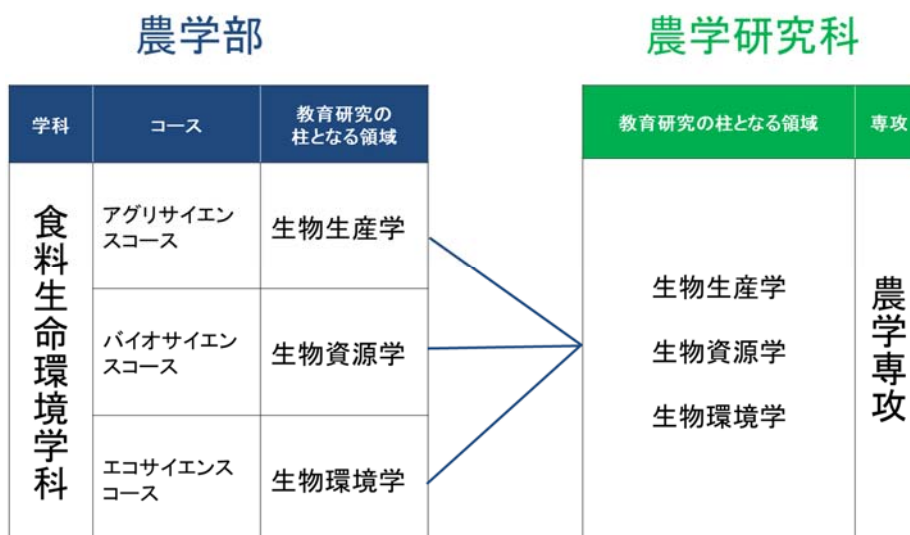 農学部
農学研究科
学科
コース
教育研究の
柱となる領域
食料生命環境学科
アグリサイエン
スコース
生物生産学
バイオサイエン
スコース
生物資源学
エコサイエンス
コース
生物環境学
教育研究の柱となる領域
専攻
生物生産学
生物資源学
生物環境学
農学専攻